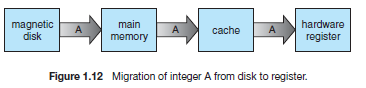 magnetic disk
A
main memory
A
cache
A
hardware register
Figure 1.12 Migration of integer A from disk to register.